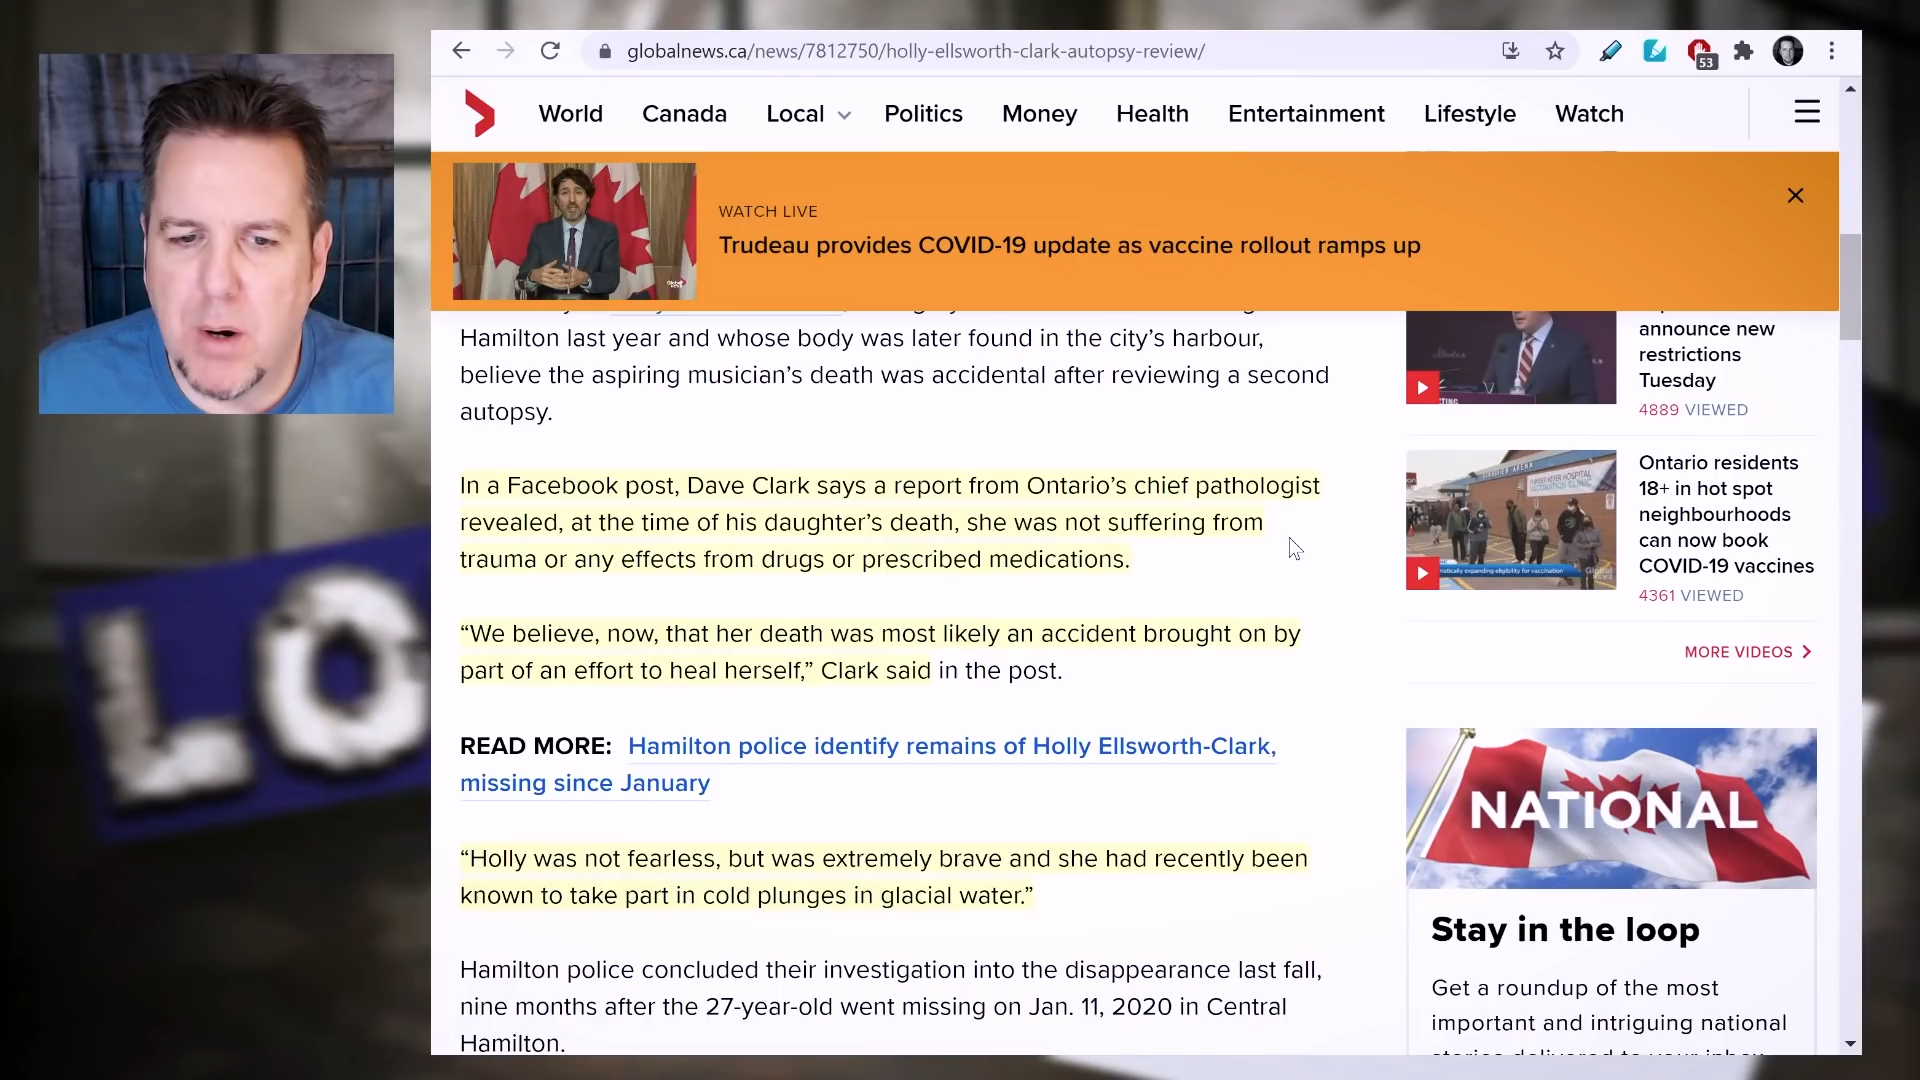 globalnews.ca/news/7812750/holly-ellsworth-clark-autopsy-review/
53
World Canada Local Politics Money Health Entertainment Lifestyle Watch
WATCH LIVE
Trudeau provides COVID-19 update as vaccine rollout ramps up
Hamilton last year and whose body was later found in the city’s harbour,
believe the aspiring musician’s death was accidental after reviewing a second
autopsy.
In a Facebook post, Dave Clark says a report from Ontario’s chief pathologist
revealed, at the time of his daughter’s death, she was not suffering from
trauma or any effects from drugs or prescribed medications.
“We believe, now, that her death was most likely an accident brought on by
part of an effort to heal herself,” Clark said in the post.
READ MORE: Hamilton police identify remains of Holly Ellsworth-Clark,
missing since January
“Holly was not fearless, but was extremely brave and she had recently been
known to take part in cold plunges in glacial water.”
Hamilton police concluded their investigation into the disappearance last fall,
nine months after the 27-year-old went missing on Jan. 11, 2020 in Central
Hamilton.
announce new
restrictions
Tuesday
4889 VIEWED
Ontario residents
18+ in hot spot
neighbourhoods
can now book
COVID-19 vaccines
4361 VIEWED
MORE VIDEOS
NATIONAL
Stay in the loop
Get a roundup of the most
important and intriguing national
LO